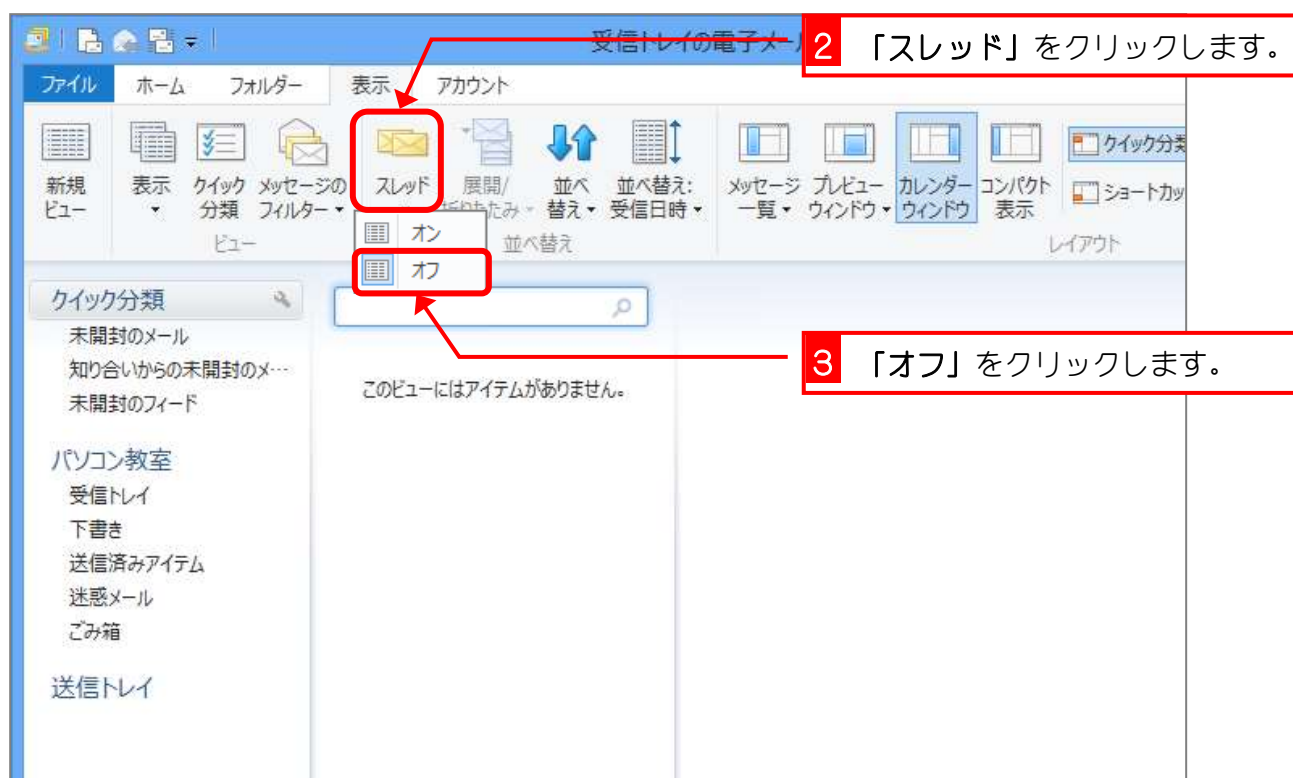 受信トレイの電子メー
2 「スレッド」をクリックします。
ファイル ホーム フォルダー 表示 アカウント
新規
ビュー
表示
クイック
分類
メッセージの
フィルター
ビュー
スレッド
展開/
折りたたみ
並べ
替え
並べ替え:
受信日時
並べ替え
メッセージ
一覧
プレビュー
ウィンドウ
カレンダー
ウィンドウ
コンパクト
表示
クイック分類
ショートカッ
レイアウト
オン
オフ
クイック分類
未開封のメール
知り合いからの未開封のメ…
未開封のフィード
パソコン教室
受信トレイ
下書き
送信済みアイテム
迷惑メール
ごみ箱
送信トレイ
このビューにはアイテムがありません。
3 「オフ」をクリックします。